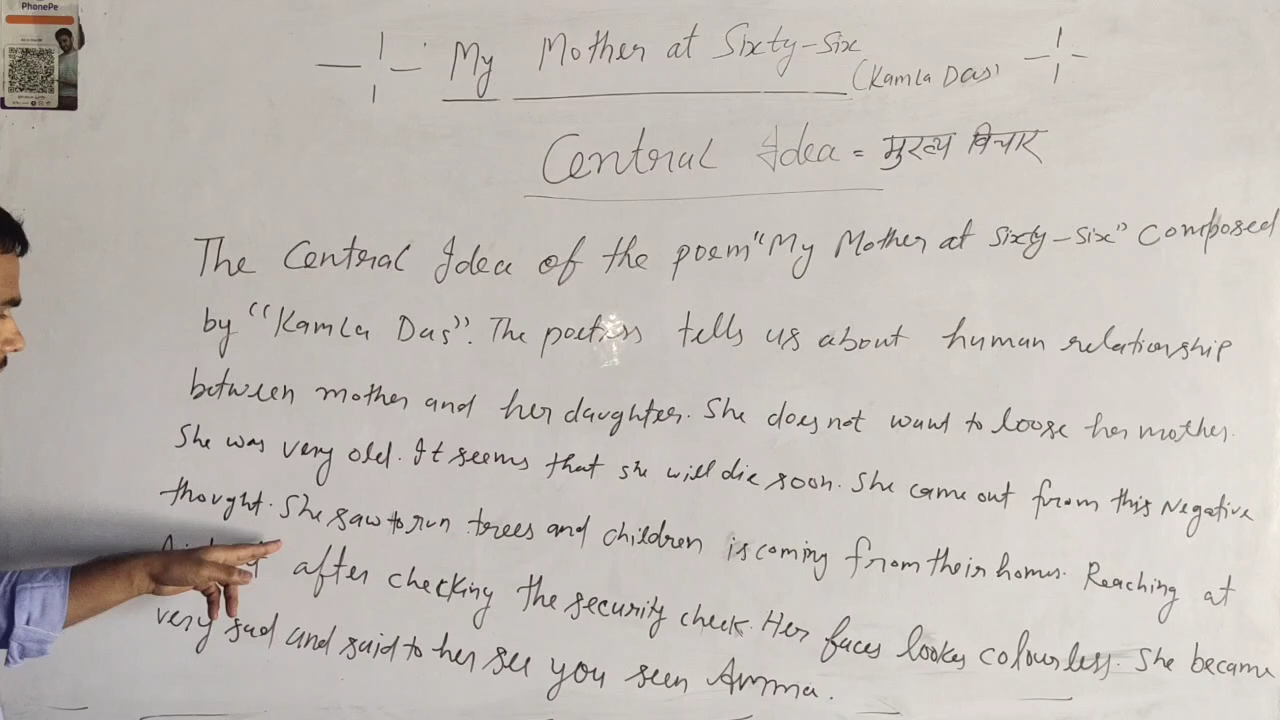 PhonePe
My Mother at Sixty-Six
(Kamla Das)
Central Idea = मुख्य विचार
The Central Idea of the poem "My Mother at Sixty-Six" composed
by "Kamla Das". The poetess tells us about human relationship
between mother and her daughter. She does not want to loose her mother.
She was very old. It seems that she will die soon. She came out from this Negative
thought. She saw to run trees and children is coming from their homes. Reaching at
after checking the security check. Her faces looks colourless. She became
very sad and said to her see you seen Amma.